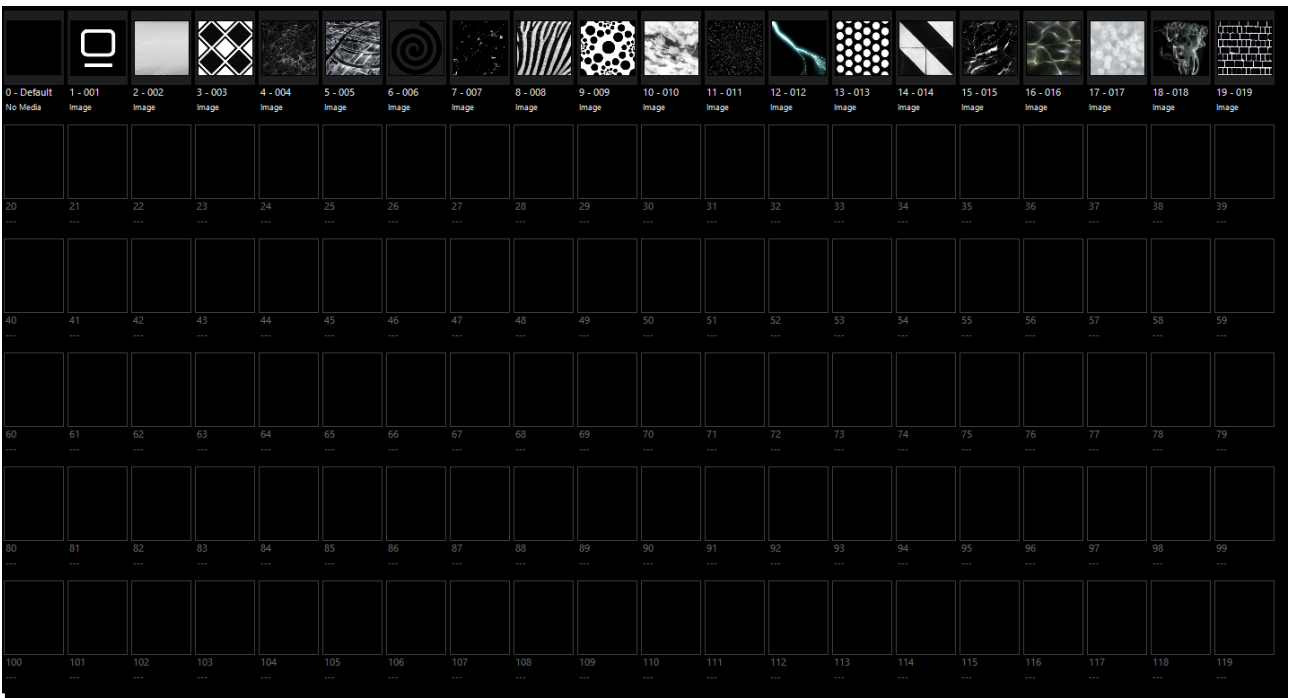 0 - Default 1 - 001 2 - 002 3 - 003 4 - 004 5 - 005 6 - 006 7 - 007 8 - 008 9 - 009 10 - 010 11 - 011 12 - 012 13 - 013 14 - 014 15 - 015 16 - 016 17 - 017 18 - 018 19 - 019
No Media Image Image Image Image Image Image Image Image Image Image Image Image Image Image Image Image Image Image Image
20 21 22 23 24 25 26 27 28 29 30 31 32 33 34 35 36 37 38 39
--- --- --- --- --- --- --- --- --- --- --- --- --- --- --- --- --- --- --- ---
40 41 42 43 44 45 46 47 48 49 50 51 52 53 54 55 56 57 58 59
--- --- --- --- --- --- --- --- --- --- --- --- --- --- --- --- --- --- --- ---
60 61 62 63 64 65 66 67 68 69 70 71 72 73 74 75 76 77 78 79
--- --- --- --- --- --- --- --- --- --- --- --- --- --- --- --- --- --- --- ---
80 81 82 83 84 85 86 87 88 89 90 91 92 93 94 95 96 97 98 99
--- --- --- --- --- --- --- --- --- --- --- --- --- --- --- --- --- --- --- ---
100 101 102 103 104 105 106 107 108 109 110 111 112 113 114 115 116 117 118 119
--- --- --- --- --- --- --- --- --- --- --- --- --- --- --- --- --- --- --- ---